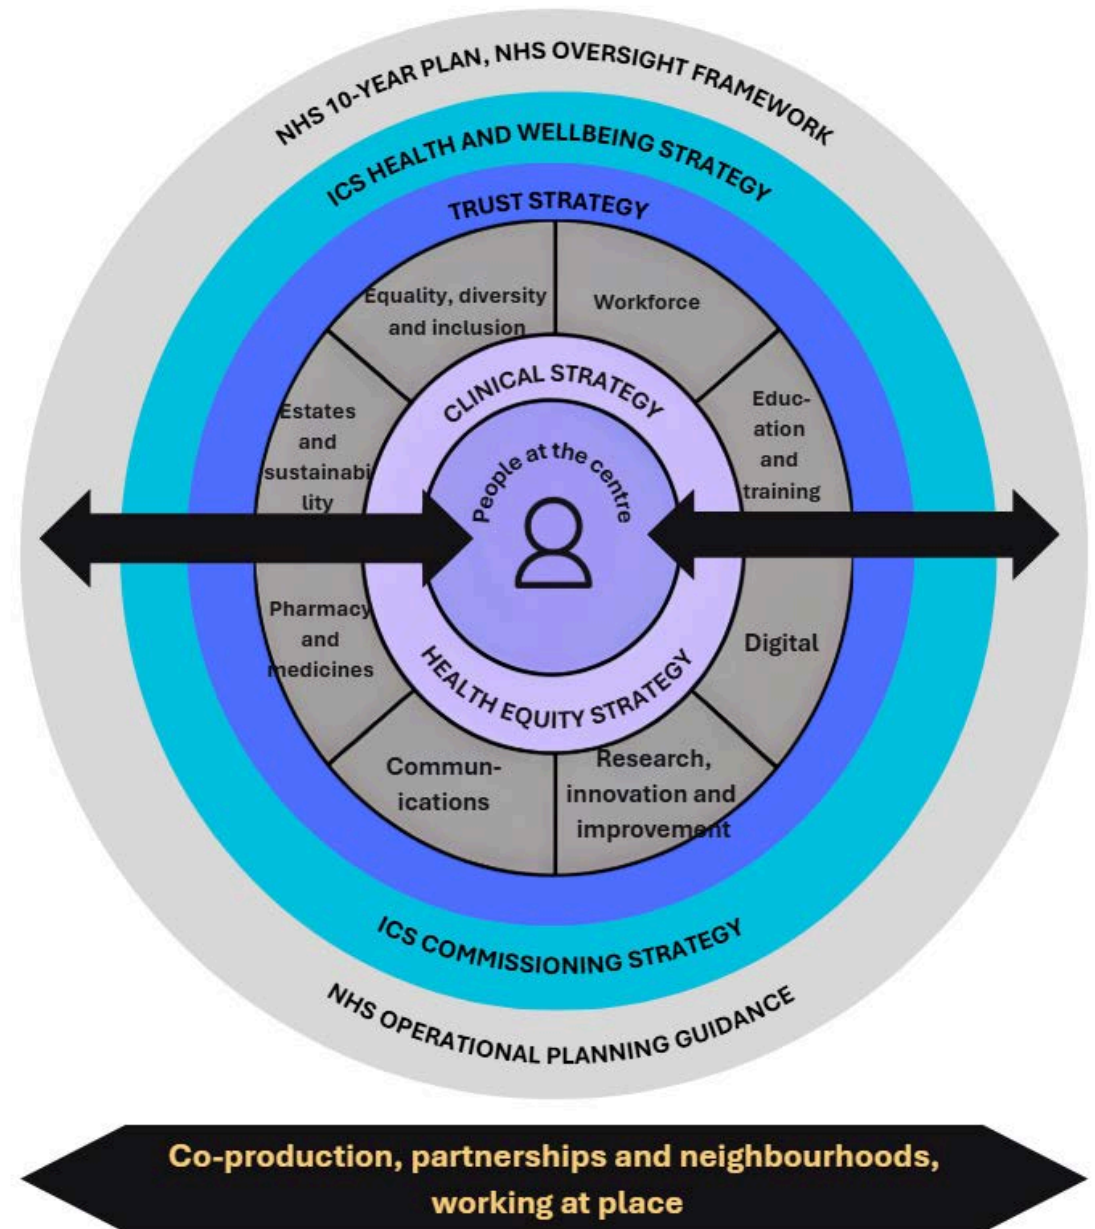 NHS 10-YEAR PLAN, NHS OVERSIGHT FRAMEWORK
ICS HEALTH AND WELLBEING STRATEGY
TRUST STRATEGY
Equality, diversity
and inclusion
Workforce
Estates
and
sustainabi
lity
CLINICAL STRATEGY
Educ-
ation
and
training
People at the centre
Pharmacy
and
medicines
Digital
HEALTH EQUITY STRATEGY
Commun-
ications
Research,
innovation and
improvement
ICS COMMISSIONING STRATEGY
NHS OPERATIONAL PLANNING GUIDANCE
Co-production, partnerships and neighbourhoods,
working at place